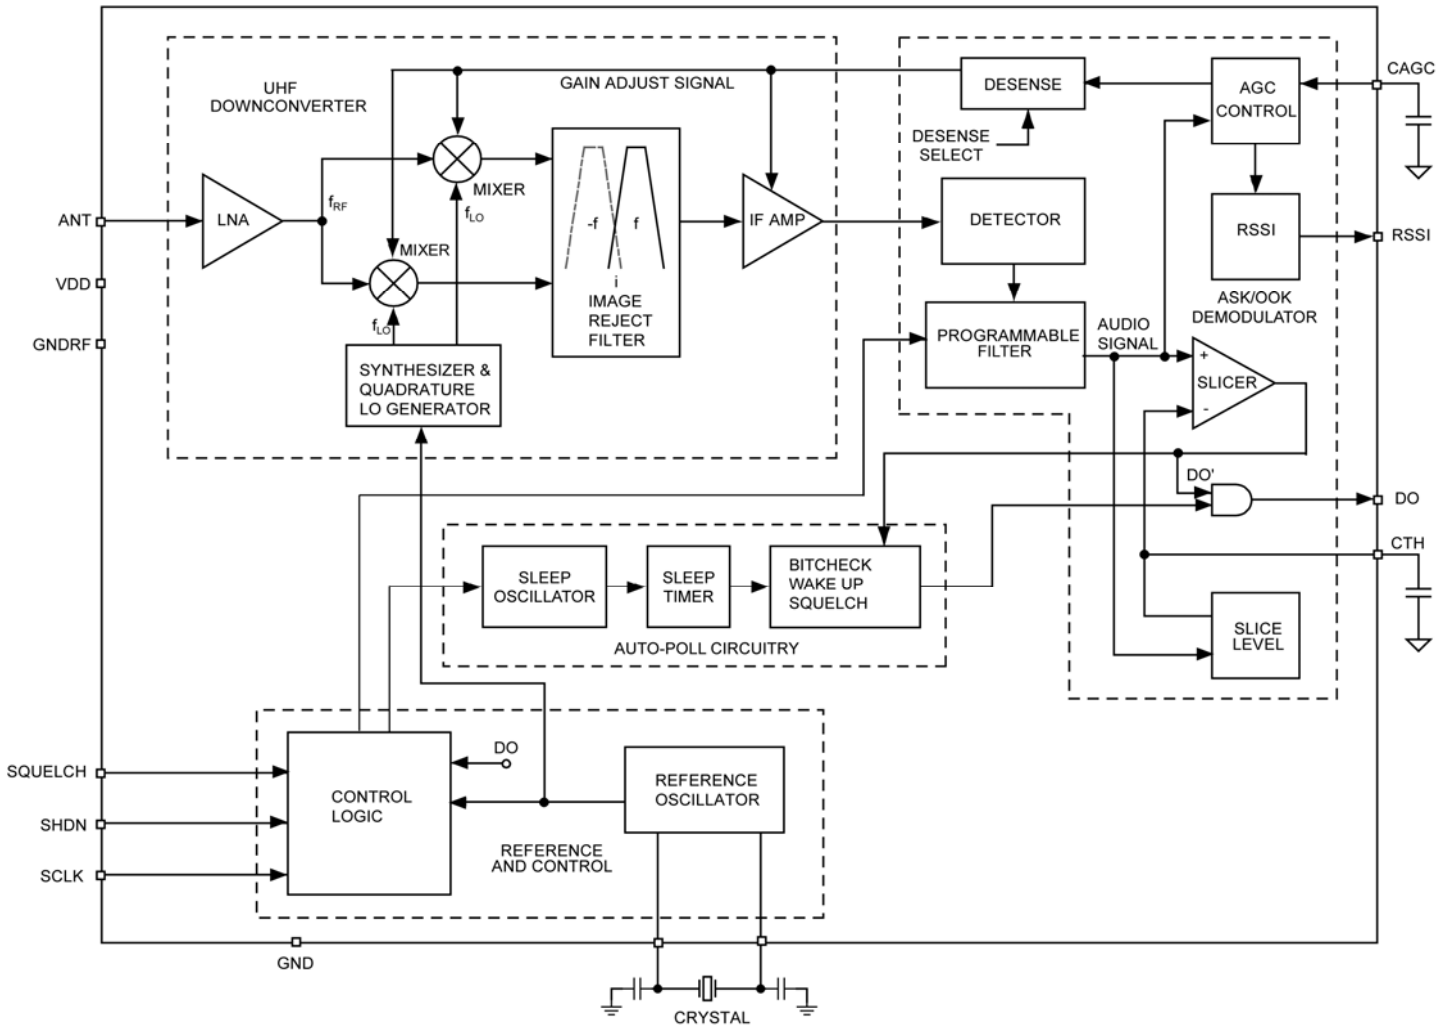 CAGC
UHF
DOWNCONVERTER
GAIN ADJUST SIGNAL
DESENSE
AGC
CONTROL
DESENSE
SELECT
MIXER
fRF
fLO
ANT
LNA
-f
f
IF AMP
DETECTOR
RSSI
RSSI
MIXER
VDD
i
IMAGE
REJECT
FILTER
ASK/OOK
DEMODULATOR
GNDRF
fLO
PROGRAMMABLE
FILTER
AUDIO
SIGNAL
+
SLICER
-
SYNTHESIZER &
QUADRATURE
LO GENERATOR
DO'
DO
CTH
SLEEP
OSCILLATOR
SLEEP
TIMER
BITCHECK
WAKE UP
SQUELCH
SLICE
LEVEL
AUTO-POLL CIRCUITRY
SQUELCH
SHDN
SCLK
CONTROL
LOGIC
DO
REFERENCE
OSCILLATOR
REFERENCE
AND CONTROL
GND
CRYSTAL